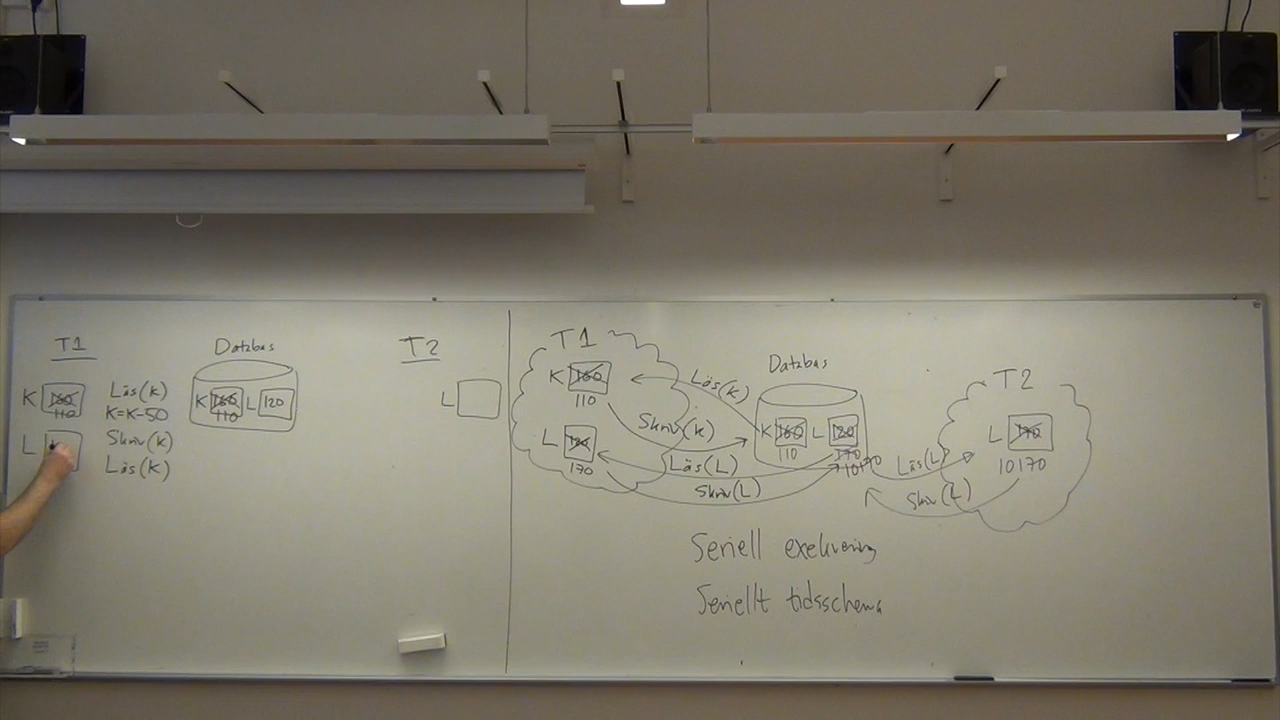 T1
Databas
T2
K 160 Läs(K)
110 K=K-50
L Skriv(K)
Läs(K)
K 160 L 120
110
L
T1
K 160
110
L 120
170
Läs(K)
Skriv(K)
Läs(L)
Skriv(L)
Databas
K 160 L 120
110 170
10170
Läs(L)
Skriv(L)
T2
L 170
10170
Seriell exekvering
Seriellt tidsschema